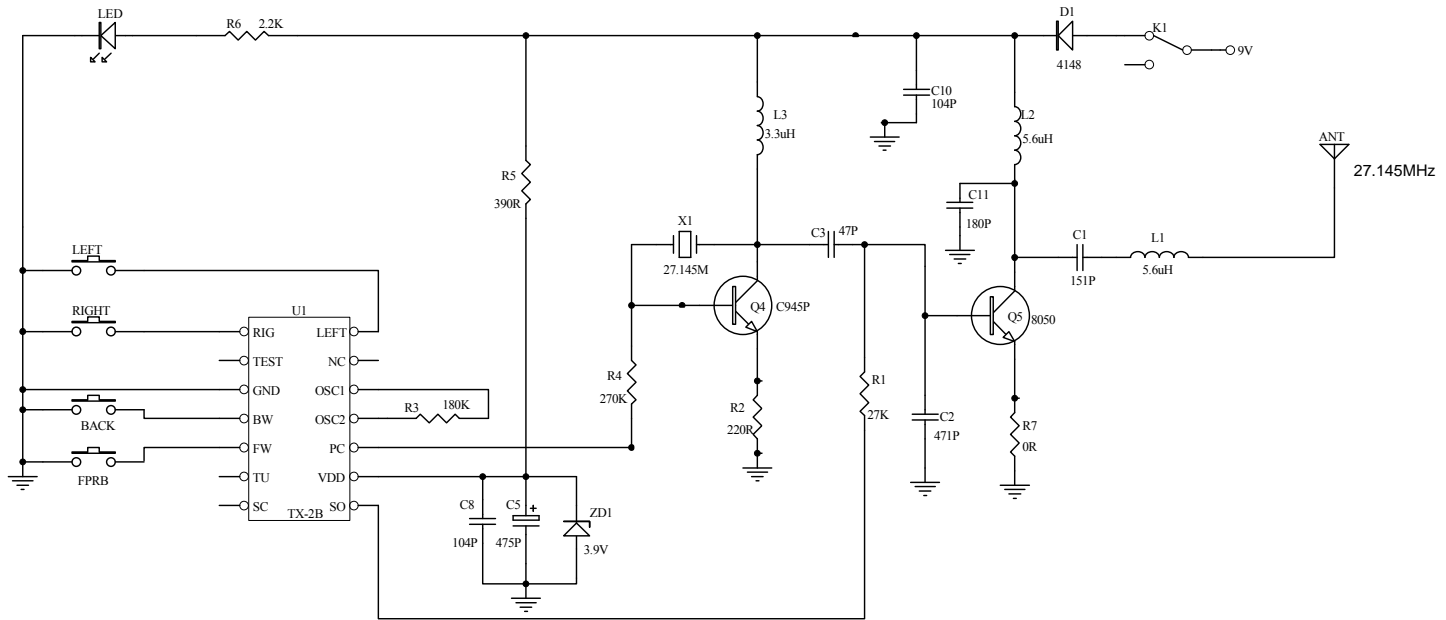 LED
R6 2.2K
D1
4148
K1
9V
C10
104P
L3
3.3uH
L2
5.6uH
ANT
27.145MHz
R5
390R
C11
180P
X1
27.145M
C3 47P
C1
151P
L1
5.6uH
LEFT
RIGHT
BACK
FPRB
U1
RIG
TEST
GND
BW
FW
TU
SC
LEFT
NC
OSC1
OSC2
PC
VDD
SO
TX-2B
R3 180K
R4
270K
Q4
C945P
R2
220R
R1
27K
Q5
8050
C2
471P
R7
0R
C8
104P
C5
+
475P
ZD1
3.9V